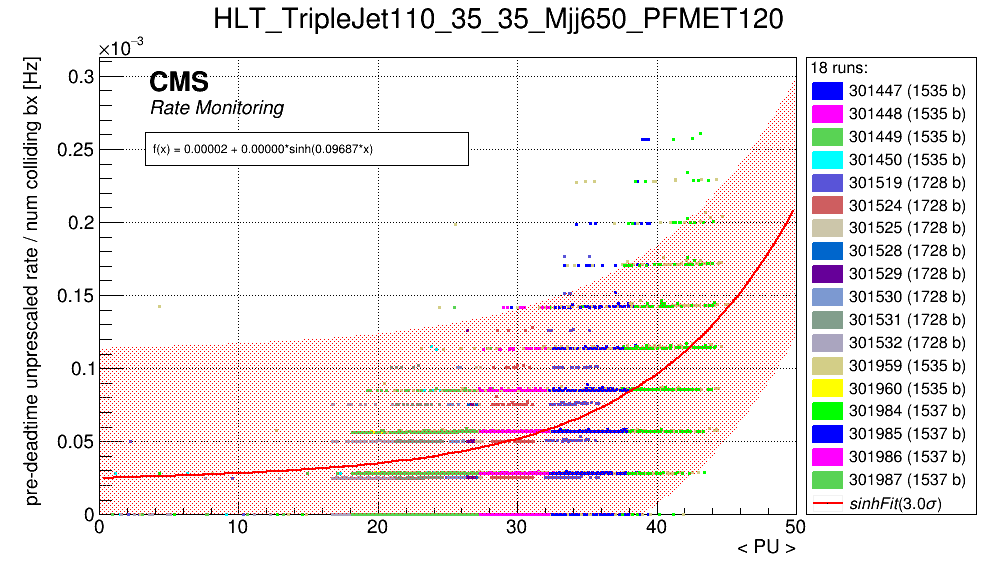 HLT_TripleJet110_35_35_Mjj650_PFMET120
×10⁻³
pre-deadtime unprescaled rate / num colliding bx [Hz]
0.3
0.25
0.2
0.15
0.1
0.05
0
CMS
Rate Monitoring
f(x) = 0.00002 + 0.00000*sinh(0.09687*x)
0 10 20 30 40 50
< PU >
18 runs:
301447 (1535 b)
301448 (1535 b)
301449 (1535 b)
301450 (1535 b)
301519 (1728 b)
301524 (1728 b)
301525 (1728 b)
301528 (1728 b)
301529 (1728 b)
301530 (1728 b)
301531 (1728 b)
301532 (1728 b)
301959 (1535 b)
301960 (1535 b)
301984 (1537 b)
301985 (1537 b)
301986 (1537 b)
301987 (1537 b)
sinhFit(3.0σ)